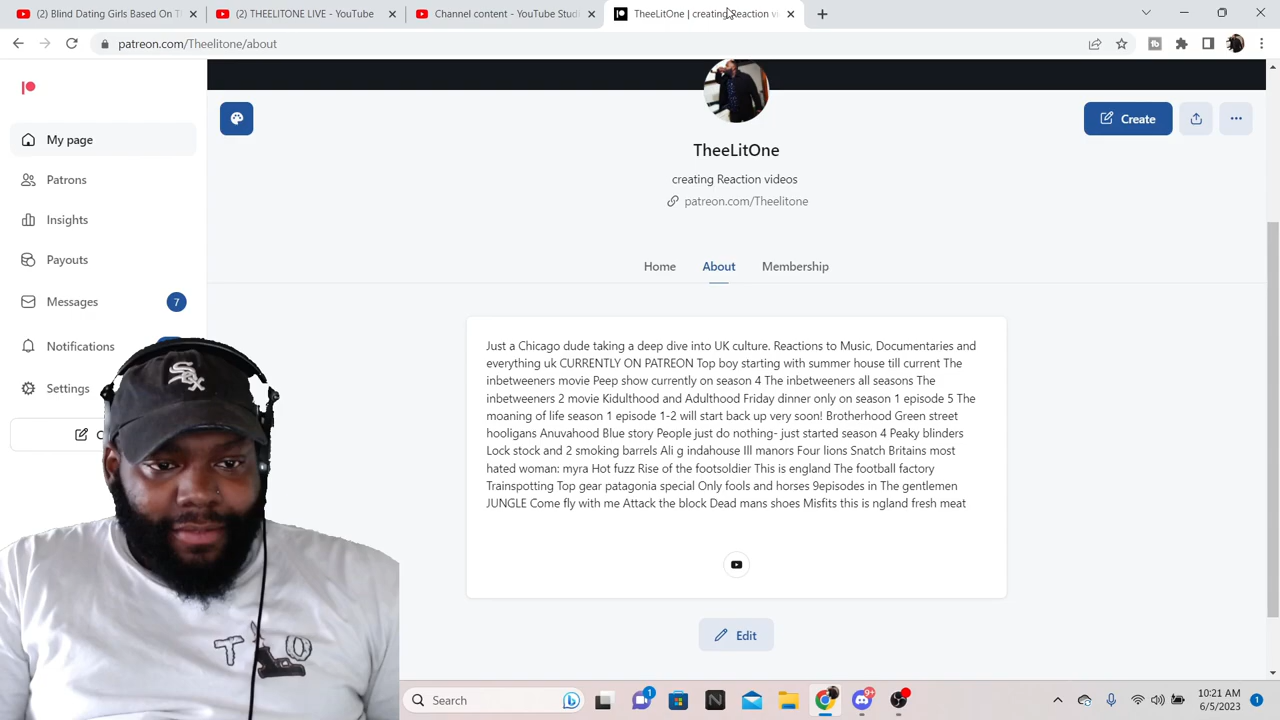 (2) Blind Dating Girls Based On T
(2) THEELITONE LIVE - YouTube
Channel content - YouTube Stud
TheeLitOne | creating Reaction vi
patreon.com/Theelitone/about
My page
Patrons
Insights
Payouts
Messages 7
Notifications
Settings
Create
TheeLitOne
creating Reaction videos
patreon.com/Theelitone
Home About Membership
Just a Chicago dude taking a deep dive into UK culture. Reactions to Music, Documentaries and
everything uk CURRENTLY ON PATREON Top boy starting with summer house till current The
inbetweeners movie Peep show currently on season 4 The inbetweeners all seasons The
inbetweeners 2 movie Kidulthood and Adulthood Friday dinner only on season 1 episode 5 The
moaning of life season 1 episode 1-2 will start back up very soon! Brotherhood Green street
hooligans Anuvahood Blue story People just do nothing- just started season 4 Peaky blinders
Lock stock and 2 smoking barrels Ali g indahouse Ill manors Four lions Snatch Britains most
hated woman: myra Hot fuzz Rise of the footsoldier This is england The football factory
Trainspotting Top gear patagonia special Only fools and horses 9episodes in The gentlemen
JUNGLE Come fly with me Attack the block Dead mans shoes Misfits this is ngland fresh meat
Edit
SOX
T L O
Search
1
9+
10:21 AM
6/5/2023